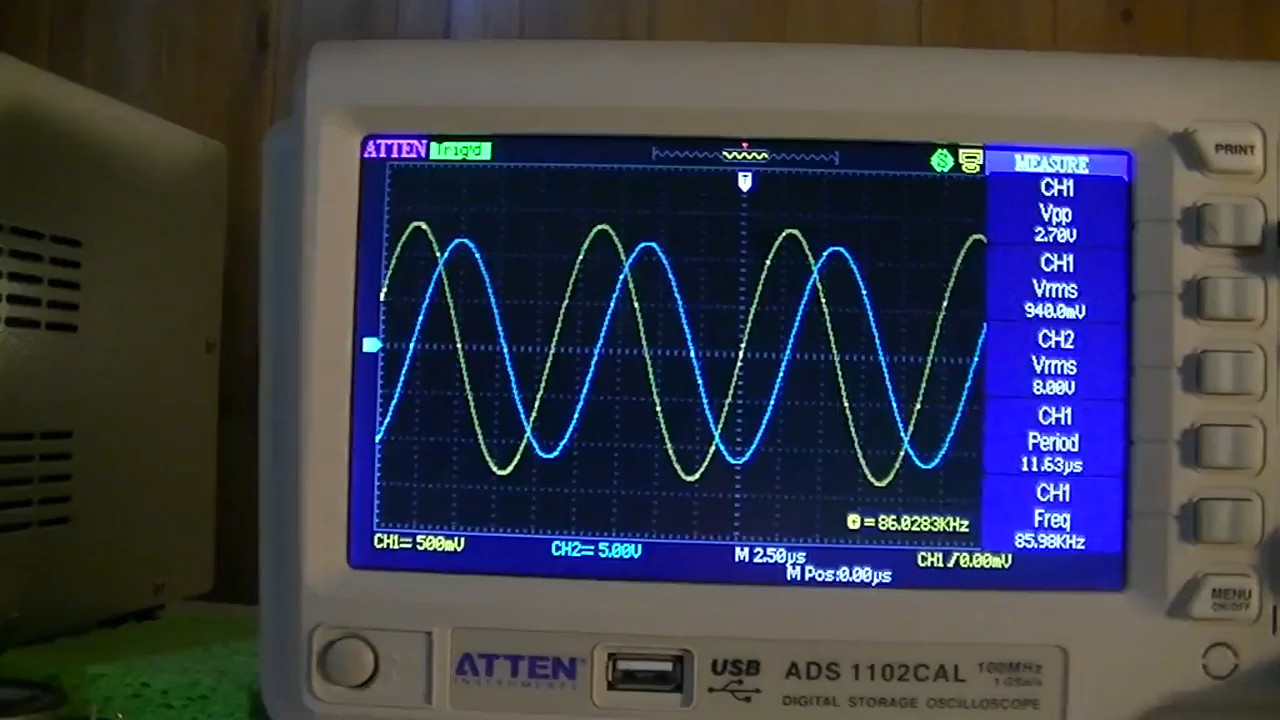 ATTEN Trig'd
T
MEASURE
CH1
Vpp
2.70V
CH1
Vrms
940.0mV
CH2
Vrms
8.00V
CH1
Period
11.63µs
CH1
Freq
85.98KHz
= 86.0283KHz
CH1= 500mV
CH2= 5.00V
M 2.50µs
M Pos:0.00µs
CH1 0.00mV
PRINT
MENU
ON/OFF
ATTEN
INSTRUMENTS
USB
ADS 1102CAL
100MHz
1GSa/s
DIGITAL STORAGE OSCILLOSCOPE